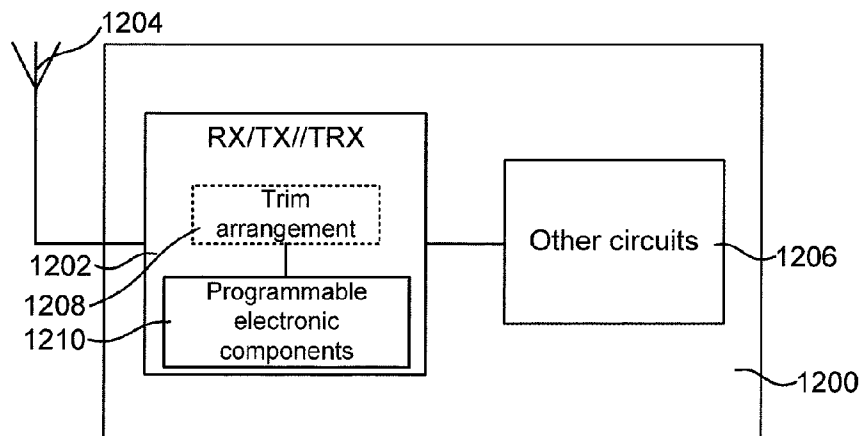 1204
RX/TX//TRX
Trim
arrangement
Other circuits
1202
1206
1208
Programmable
electronic
components
1210
1200